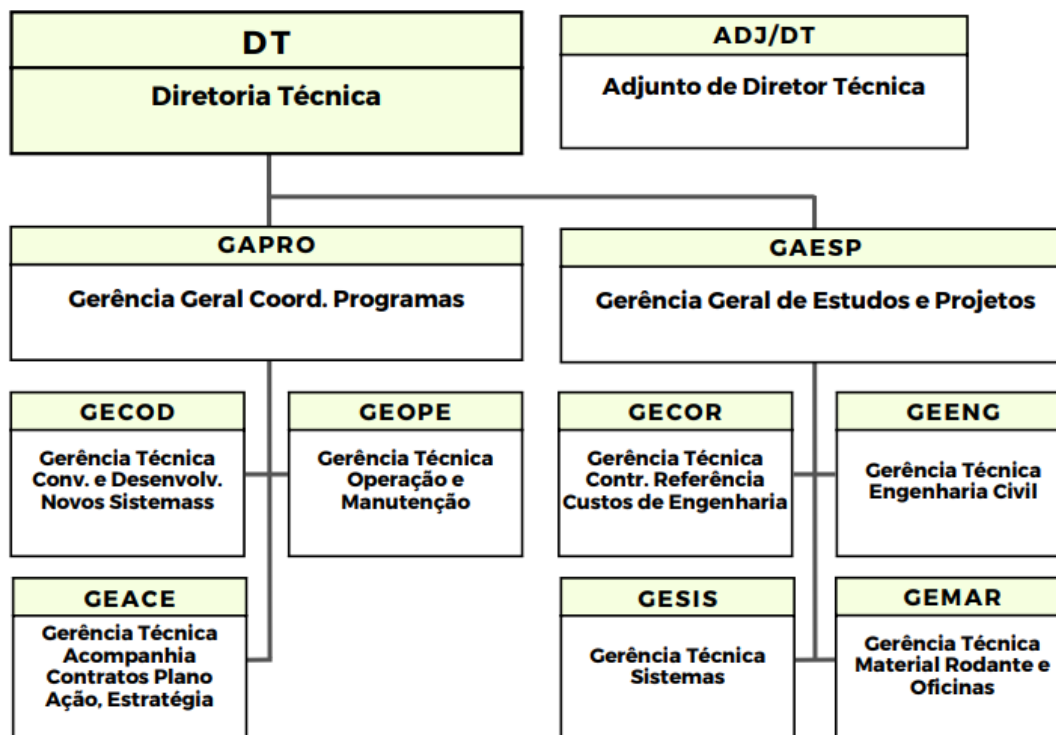 DT
Diretoria Técnica
ADJ/DT
Adjunto de Diretor Técnica
GAPRO
Gerência Geral Coord. Programas
GAESP
Gerência Geral de Estudos e Projetos
GECOD
Gerência Técnica
Conv. e Desenvolv.
Novos Sistemass
GEOPE
Gerência Técnica
Operação e
Manutenção
GECOR
Gerência Técnica
Contr. Referência
Custos de Engenharia
GEENG
Gerência Técnica
Engenharia Civil
GEACE
Gerência Técnica
Acompanhia
Contratos Plano
Ação, Estratégia
GESIS
Gerência Técnica
Sistemas
GEMAR
Gerência Técnica
Material Rodante e
Oficinas